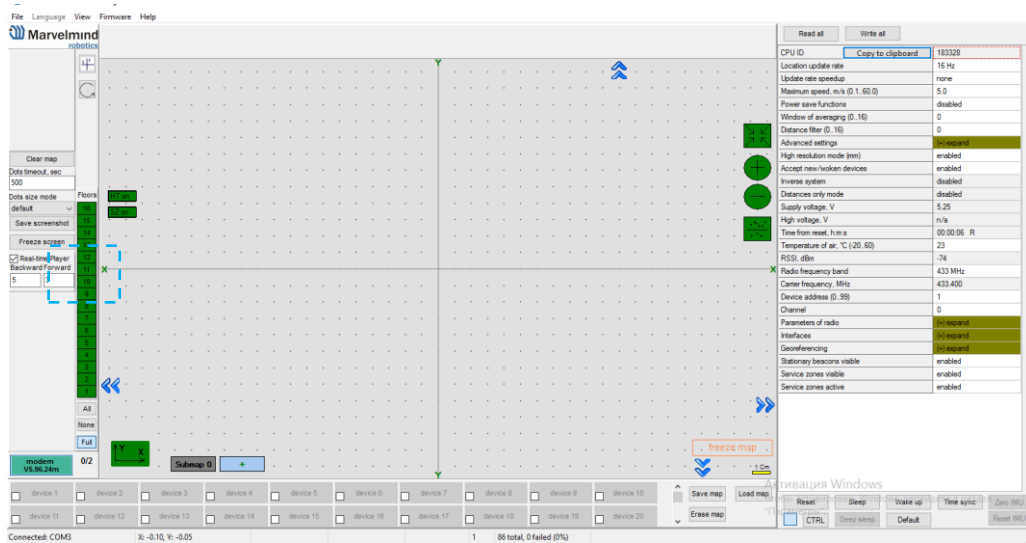 File Language View Firmware Help
Marvelmind
robotics
Clear map
Dots timeout, sec
500
Dots size mode
default
Save screenshot
Freeze screen
Real-time Player
Backward Forward
5
Floors
16
15
14
12
11
10
9
7
6
5
4
3
2
1
All
None
Full
modem
V5.96.24m
0/2
Y
X
X
Y
freeze map
1 Cm
Y
X
Submap 0
+
Read all Write all
CPU ID Copy to clipboard 183328
Location update rate 16 Hz
Update rate speedup none
Maximum speed, m/s (0.1..60.0) 5.0
Power save functions disabled
Window of averaging (0..16) 0
Distance filter (0..16) 0
Advanced settings (+) expand
High resolution mode (mm) enabled
Accept new/woken devices enabled
Inverse system disabled
Distances only mode disabled
Supply voltage, V 5.25
High voltage, V n/a
Time from reset, h:m:s 00:00:06 R
Temperature of air, °C (-20..60) 23
RSSI, dBm -74
Radio frequency band 433 MHz
Carrier frequency, MHz 433.400
Device address (0..99) 1
Channel 0
Parameters of radio (+) expand
Interfaces (+) expand
Georeferencing (+) expand
Stationary beacons visible enabled
Service zones visible enabled
Service zones active enabled
device 1 device 2 device 3 device 4 device 5 device 6 device 7 device 8 device 9 device 10
device 11 device 12 device 13 device 14 device 15 device 16 device 17 device 18 device 19 device 20
Save map Load map
Erase map
Активация Windows
Reset Sleep Wake up Time sync Zero IMU
CTRL Deep sleep Default Reset IMU
Connected: COM3 X: -0.10, Y: -0.05 1 86 total, 0 failed (0%)